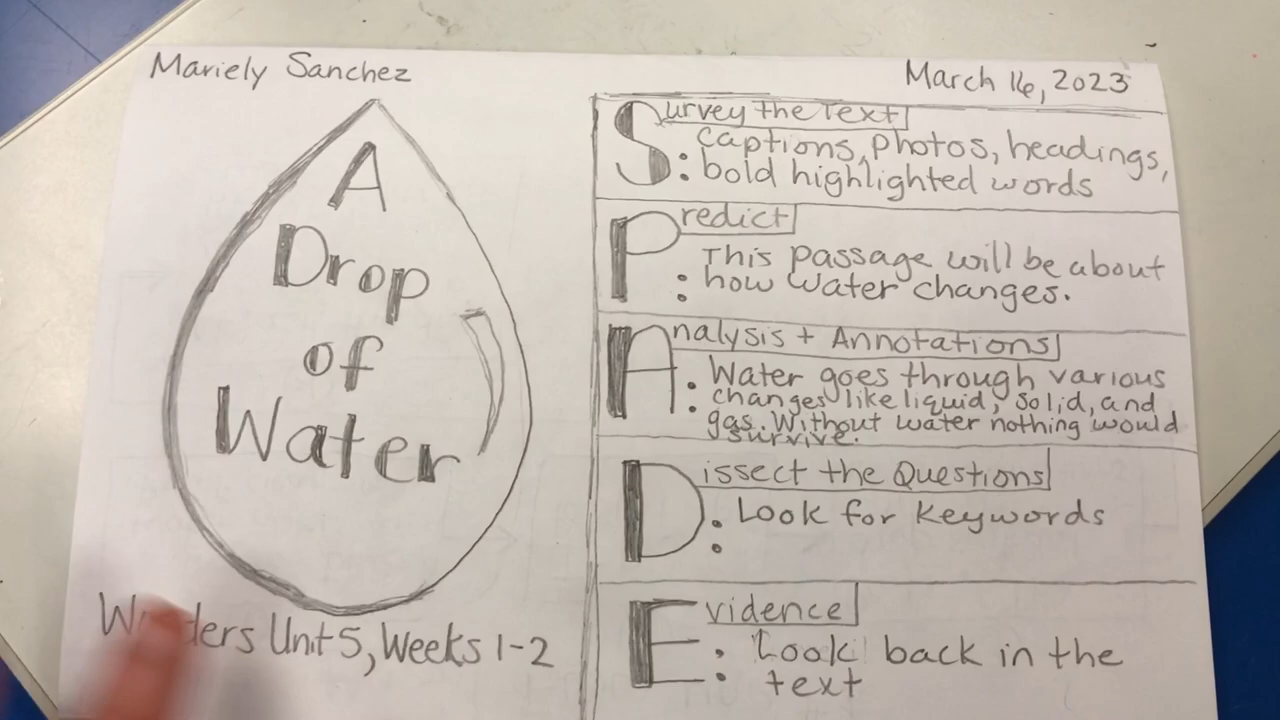 Mariely Sanchez
March 16, 2023
A
Drop
of
Water
Unit 5, Weeks 1-2
Survey the Text
: captions, photos, headings,
bold highlighted words
Predict
: This passage will be about
how water changes.
Analysis + Annotations
: Water goes through various
changes like liquid, solid, and
gas. Without water nothing would
survive.
Dissect the Questions
: Look for keywords
Evidence
: Look back in the
text